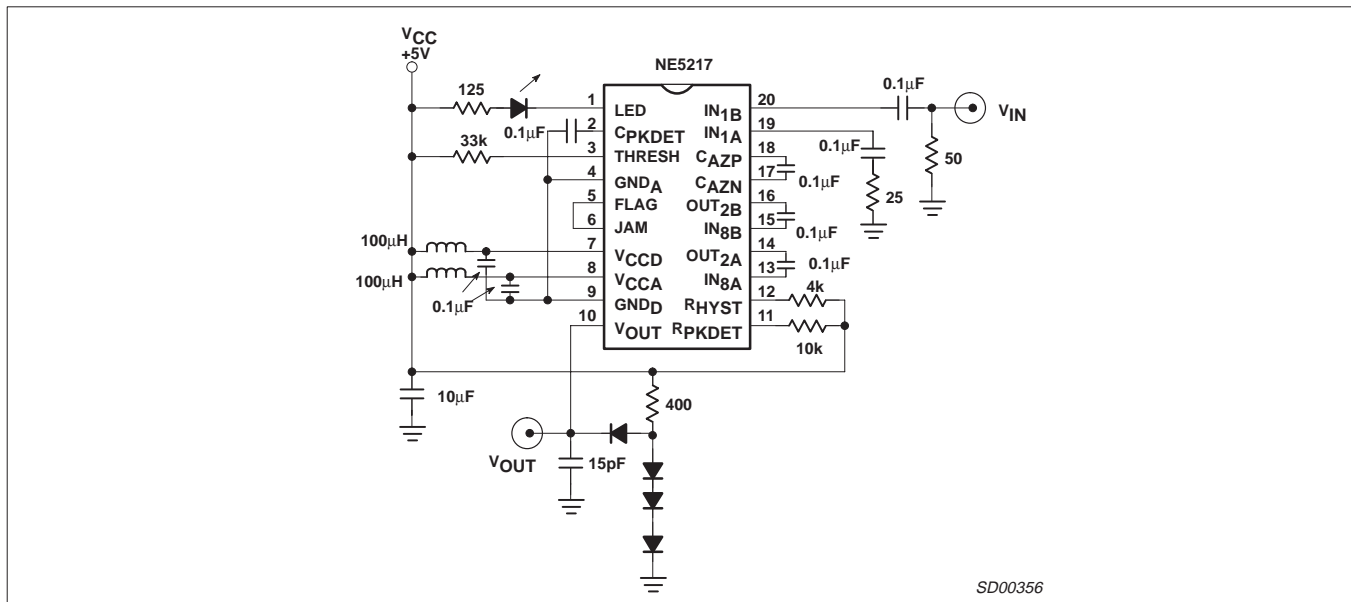 VCC
+5V
NE5217
125
0.1μF
33k
100μH
100μH
0.1μF
10μF
1
2
3
4
5
6
7
8
9
10
LED
CPKDET
THRESH
GNDA
FLAG
JAM
VCCD
VCCA
GNDD
VOUT
IN1B
IN1A
CAZP
CAZN
OUT2B
IN8B
OUT2A
IN8A
RHYST
RPKDET
20
19
18
17
16
15
14
13
12
11
0.1μF
VIN
0.1μF
50
25
0.1μF
0.1μF
0.1μF
4k
10k
400
VOUT
15pF
SD00356